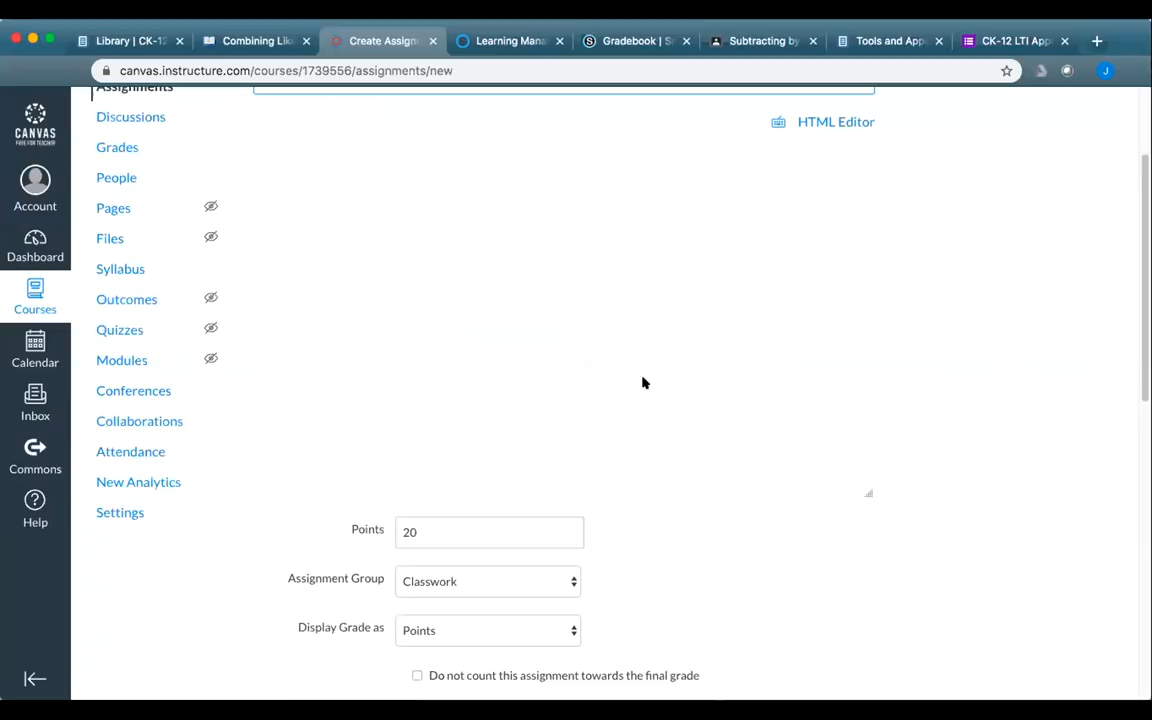 Library | CK-12
Combining Like
Create Assign
Learning Mana
Gradebook | S
Subtracting by
Tools and App
CK-12 LTI App
canvas.instructure.com/courses/1739556/assignments/new
J
CANVAS
FREE FOR TEACHER
Account
Dashboard
Courses
Calendar
Inbox
Commons
Help
Assignments
Discussions
Grades
People
Pages
Files
Syllabus
Outcomes
Quizzes
Modules
Conferences
Collaborations
Attendance
New Analytics
Settings
HTML Editor
Points 20
Assignment Group Classwork
Display Grade as Points
Do not count this assignment towards the final grade